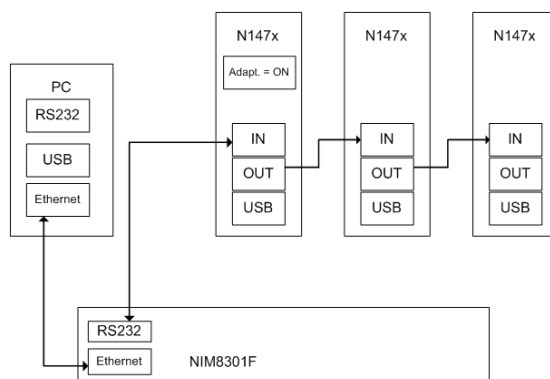 N147x
N147x
N147x
Adapt. = ON
PC
RS232
USB
Ethernet
IN
OUT
USB
IN
OUT
USB
IN
OUT
USB
RS232
Ethernet
NIM8301F